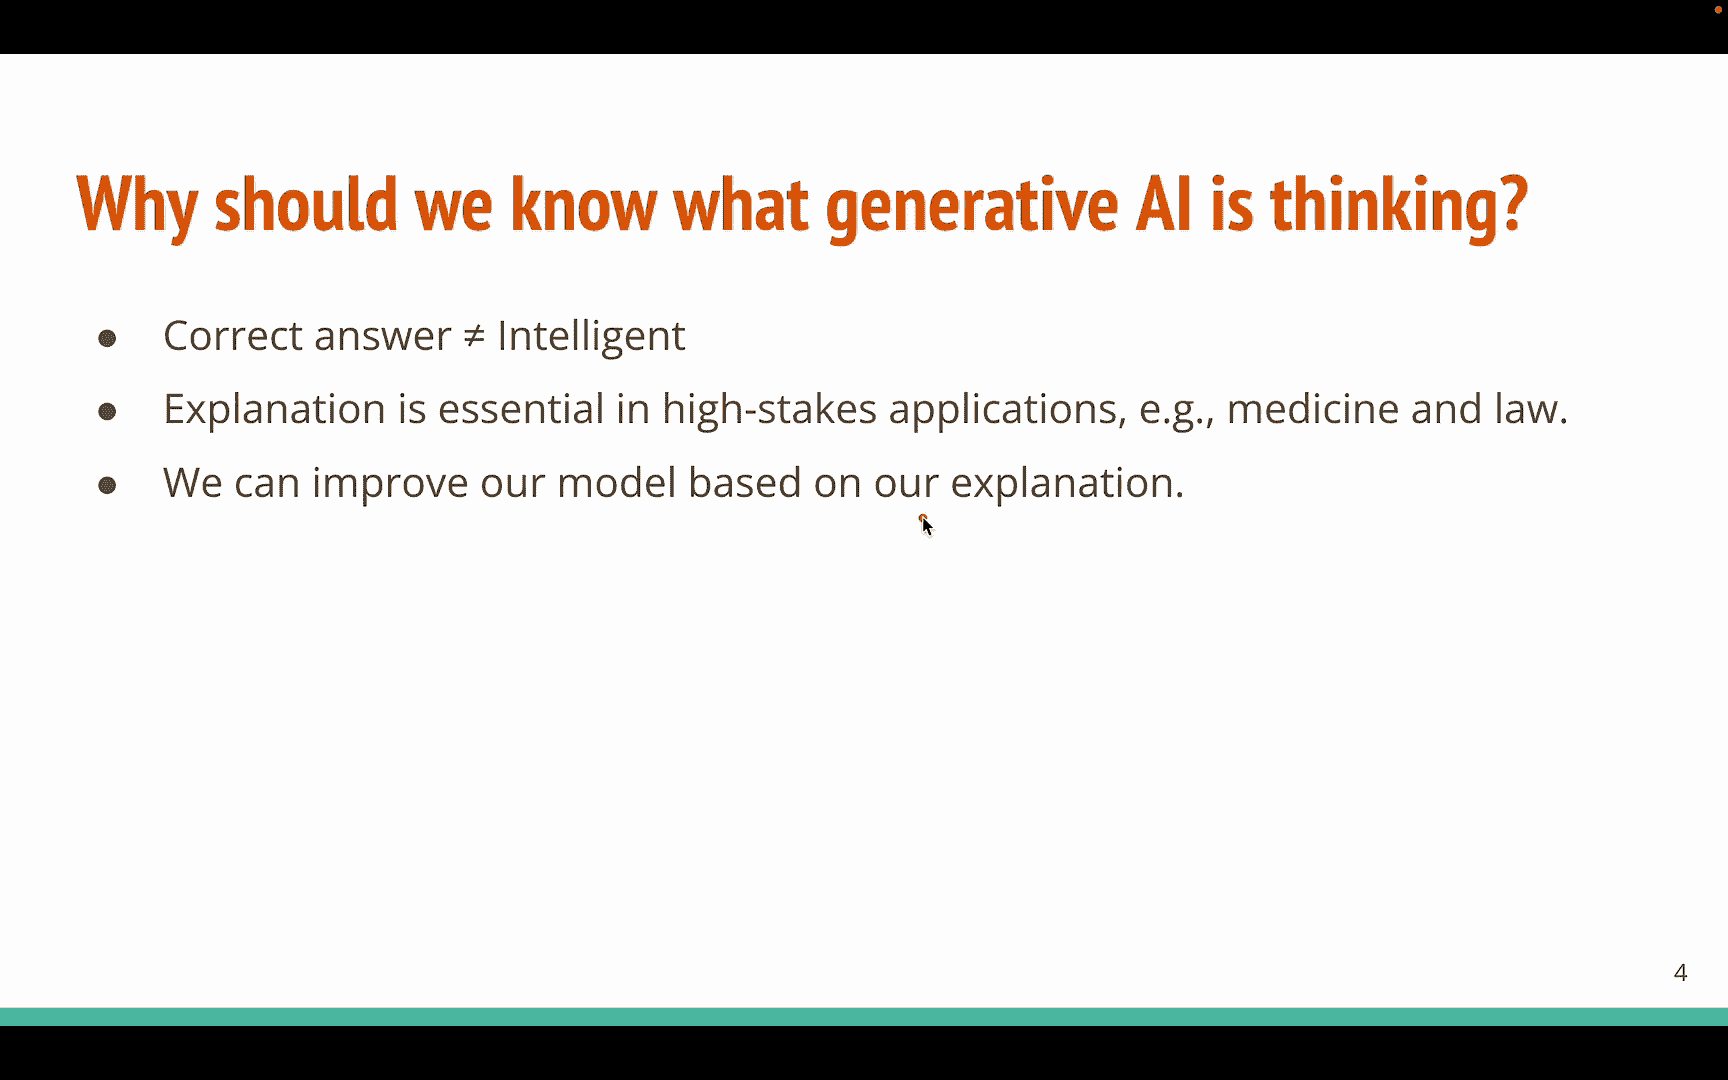 Why should we know what generative AI is thinking?
● Correct answer ≠ Intelligent
● Explanation is essential in high-stakes applications, e.g., medicine and law.
● We can improve our model based on our explanation.
4